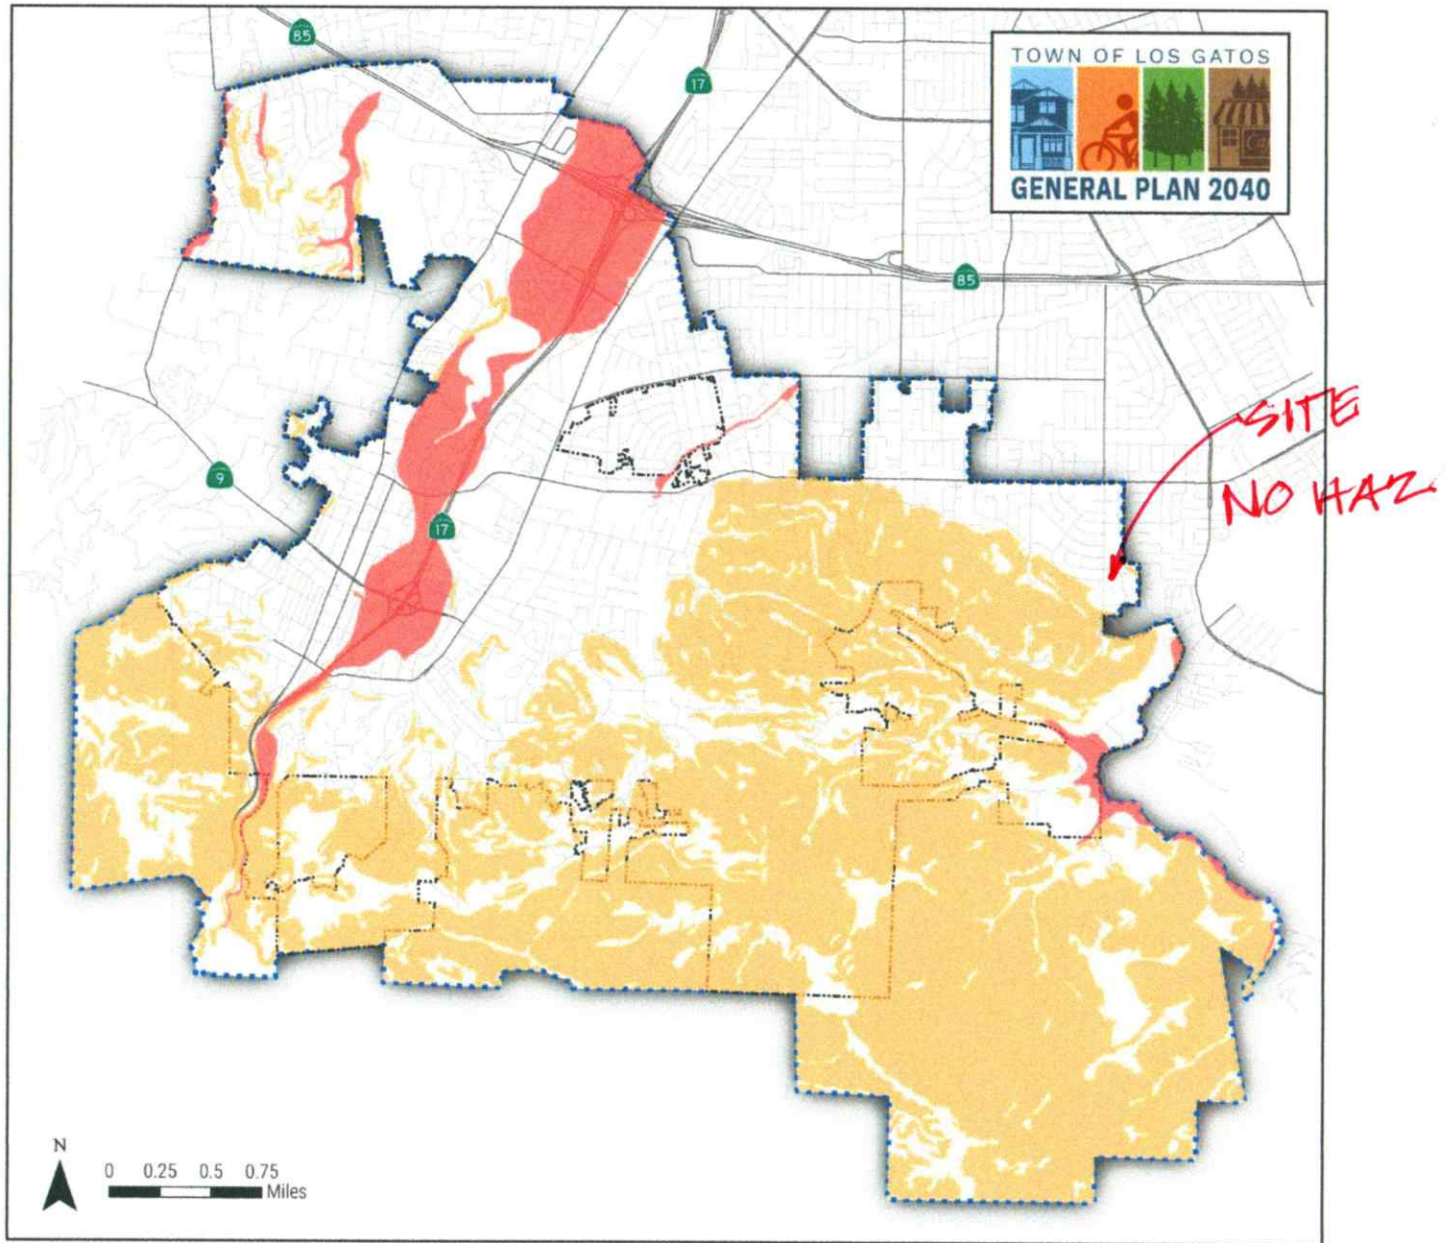 85
17
TOWN OF LOS GATOS
GENERAL PLAN 2040
85
SITE
NO HAZ
9
17
N
0 0.25 0.5 0.75
Miles